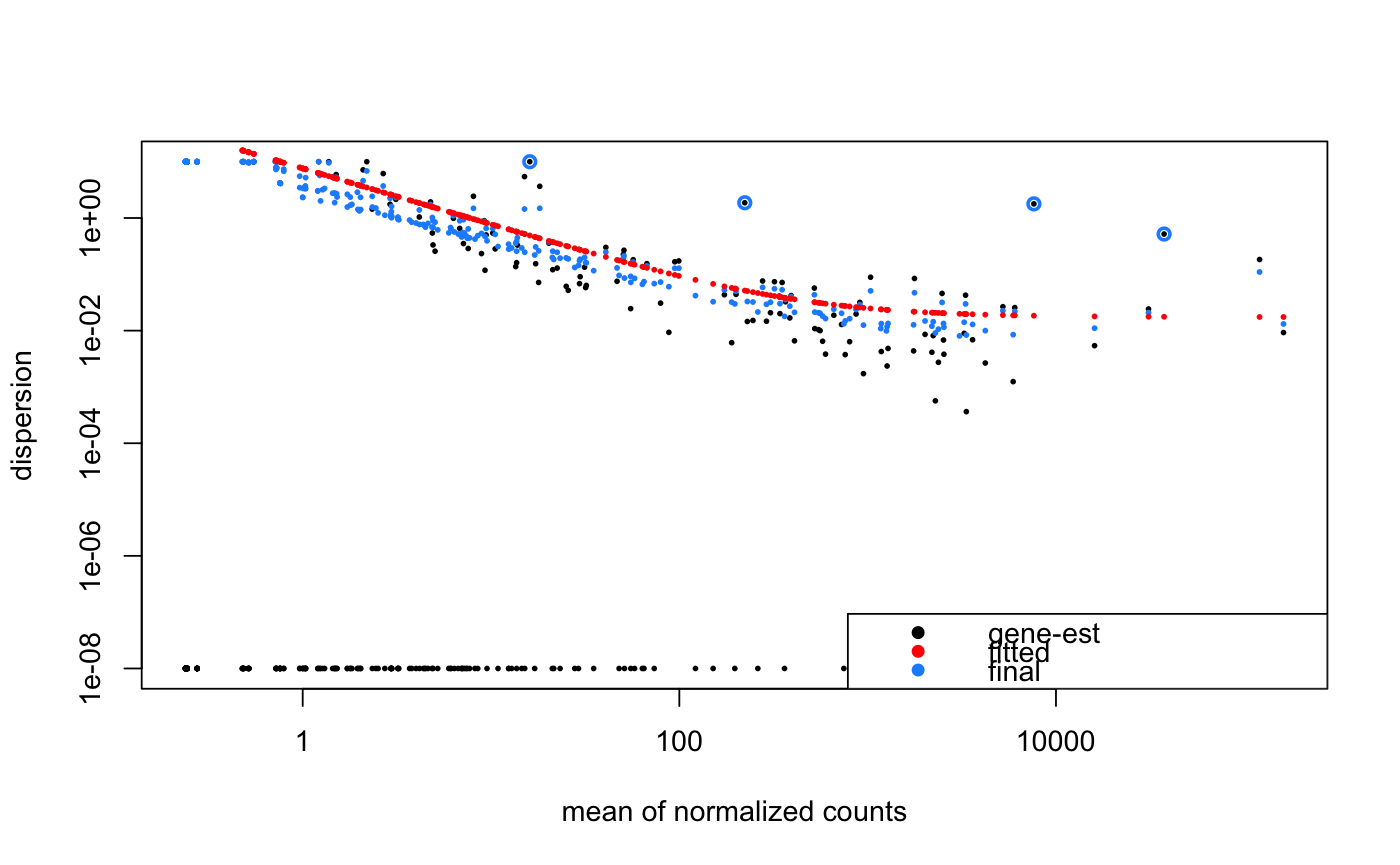 dispersion
1e+00
1e-02
1e-04
1e-06
1e-08
gene-est
fitted
final
1
100
10000
mean of normalized counts